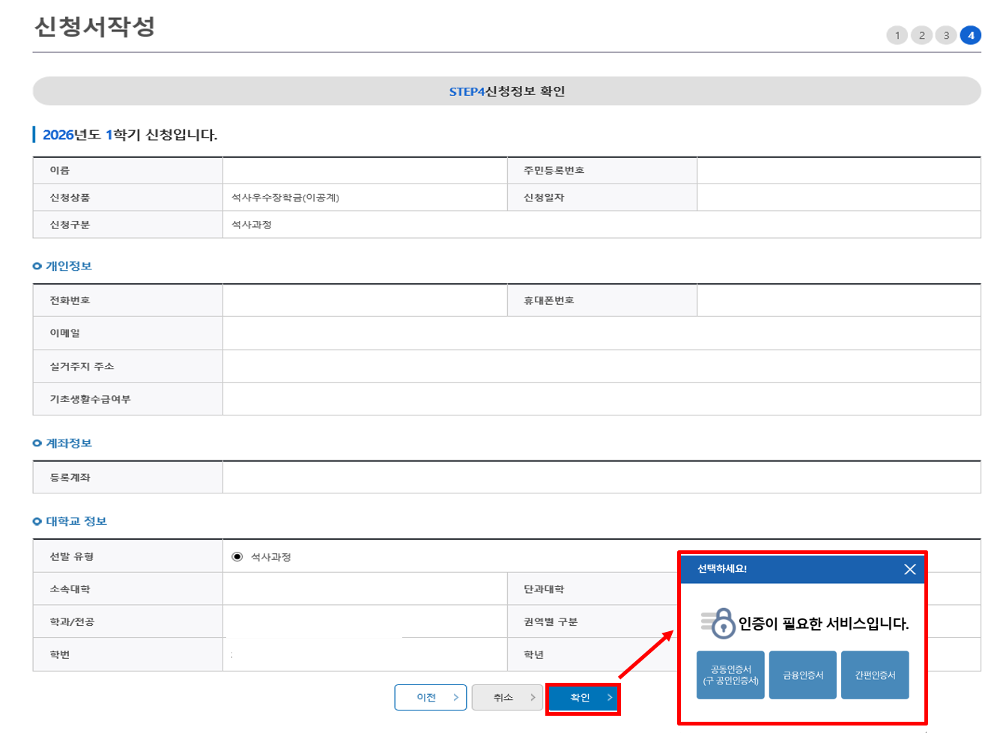 신청서작성
1 2 3 4
STEP4신청정보 확인
2026년도 1학기 신청입니다.
이름 주민등록번호
신청상품 석사우수장학금(이공계) 신청일자
신청구분 석사과정
개인정보
전화번호 휴대폰번호
이메일
실거주지 주소
기초생활수급여부
계좌정보
등록계좌
대학교 정보
선발 유형 석사과정
소속대학 단과대학
학과/전공 권역별 구분
학번 학년
이전 취소 확인
선택하세요!
인증이 필요한 서비스입니다.
공동인증서
(구 공인인증서)
금융인증서
간편인증서